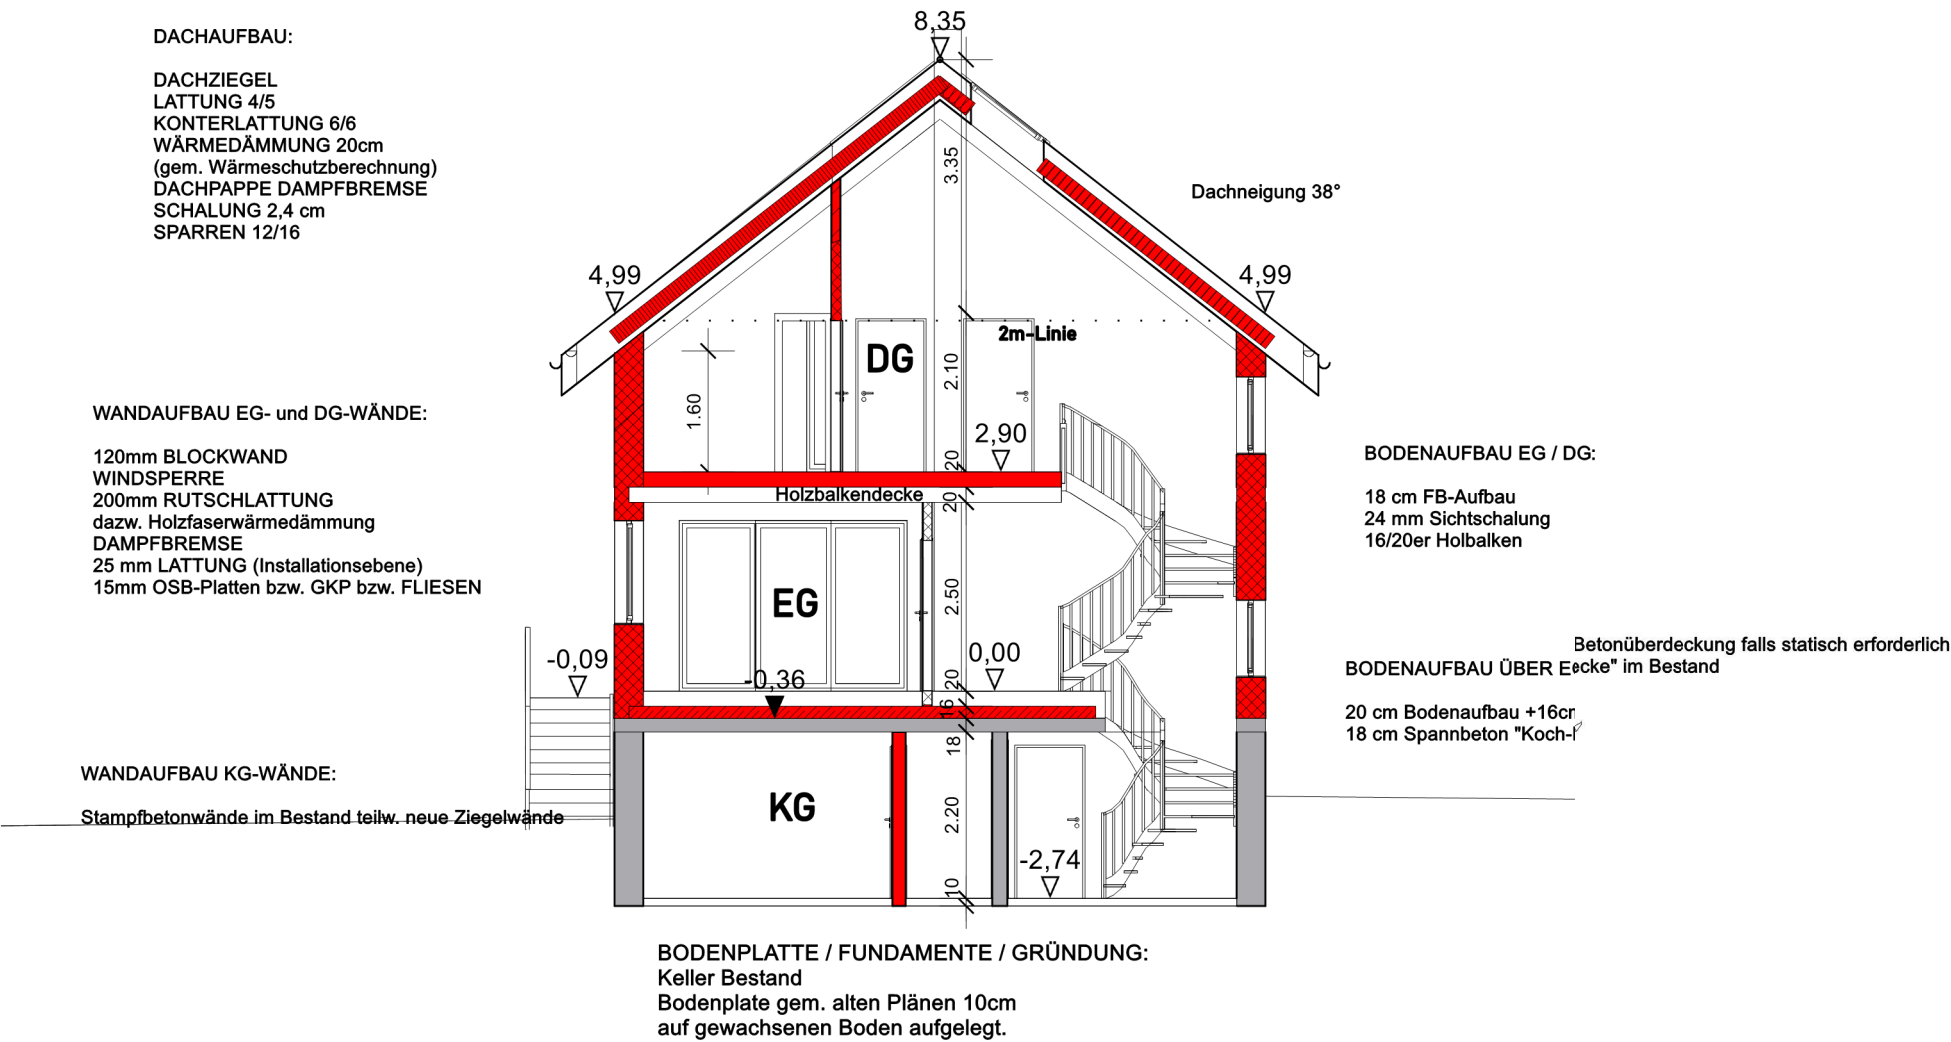 DACHAUFBAU:
DACHZIEGEL
LATTUNG 4/5
KONTERLATTUNG 6/6
WÄRMEDÄMMUNG 20cm
(gem. Wärmeschutzberechnung)
DACHPAPPE DAMPFBREMSE
SCHALUNG 2,4 cm
SPARREN 12/16
8,35
3.35
Dachneigung 38°
4,99
4,99
2m-Linie
DG
2.10
1.60
2,90
20
Holzbalkendecke
20
WANDAUFBAU EG- und DG-WÄNDE:
120mm BLOCKWAND
WINDSPERRE
200mm RUTSCHLATTUNG
dazw. Holzfaserwärmedämmung
DAMPFBREMSE
25 mm LATTUNG (Installationsebene)
15mm OSB-Platten bzw. GKP bzw. FLIESEN
BODENAUFBAU EG / DG:
18 cm FB-Aufbau
24 mm Sichtschalung
16/20er Holbalken
EG
2.50
-0,09
0,00
-0,36
20
16
18
Betonüberdeckung falls statisch erforderlich
ecke" im Bestand
BODENAUFBAU ÜBER
20 cm Bodenaufbau +16cm
18 cm Spannbeton "Koch-
WANDAUFBAU KG-WÄNDE:
Stampfbetonwände im Bestand teilw. neue Ziegelwände
KG
2.20
-2,74
10
BODENPLATTE / FUNDAMENTE / GRÜNDUNG:
Keller Bestand
Bodenplate gem. alten Plänen 10cm
auf gewachsenen Boden aufgelegt.